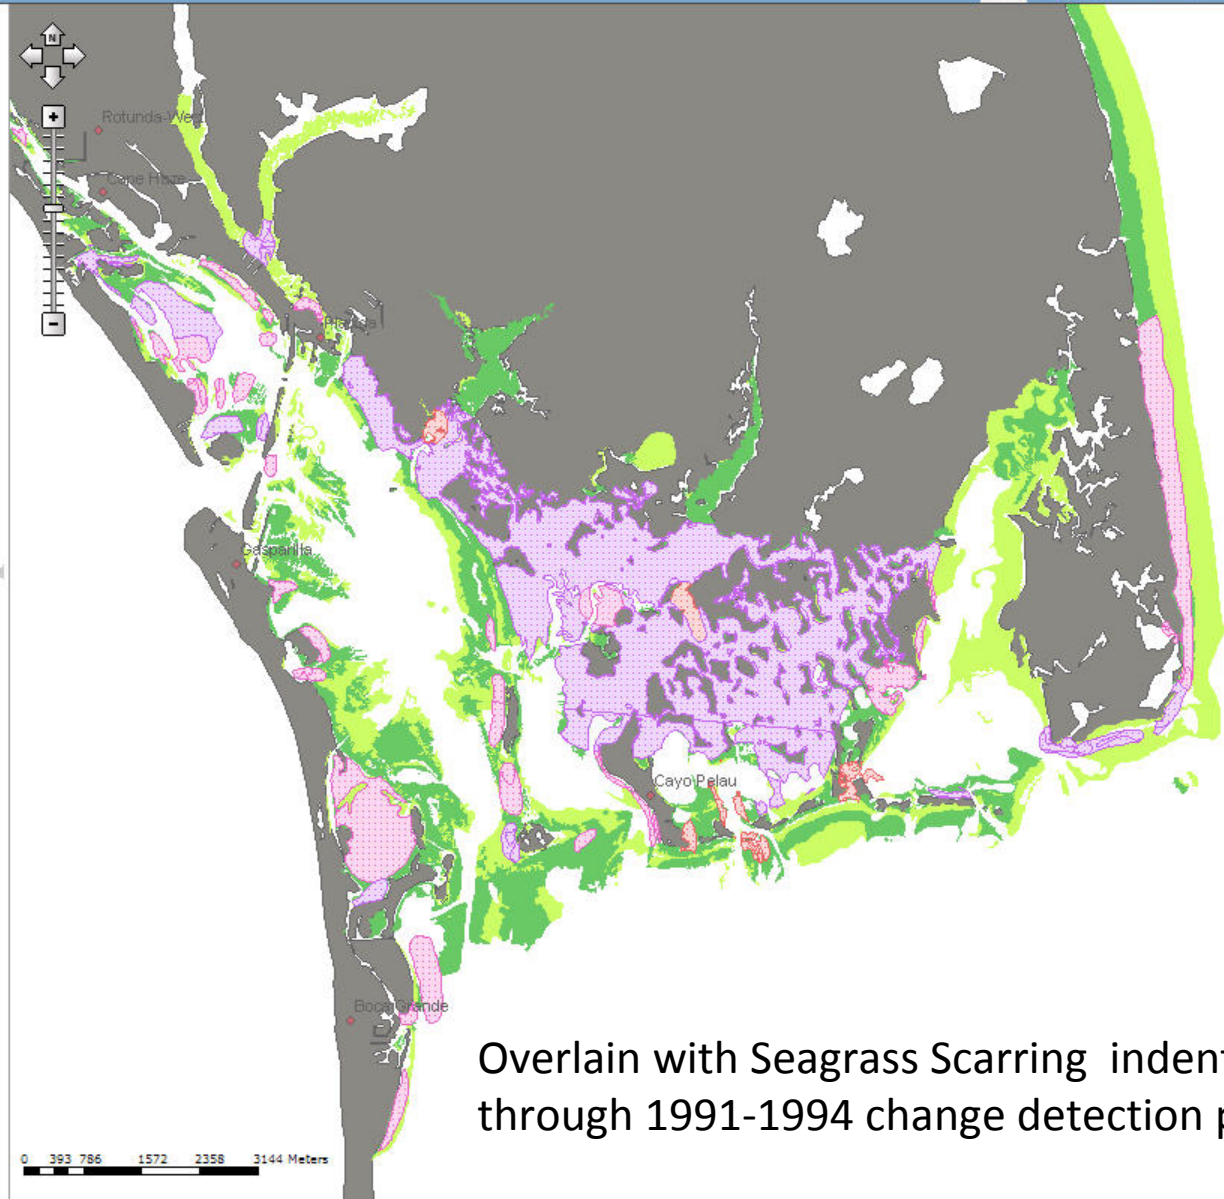 N
+
Rotunda-West
Cape Haze
−
Placida
Gasparilla
Cayo Pelau
Boca Grande
Overlain with Seagrass Scarring indent
through 1991-1994 change detection p
0 393 786 1572 2358 3144 Meters